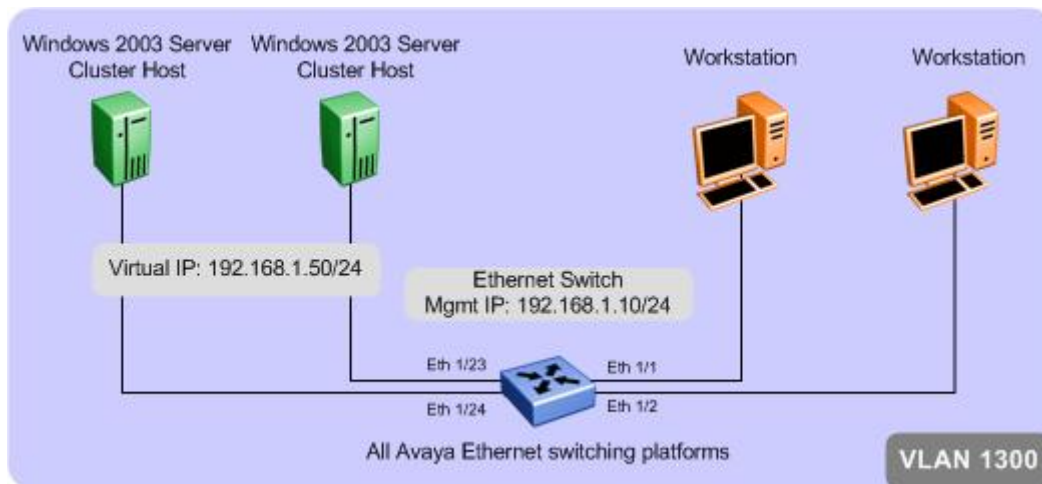 Windows 2003 Server
Cluster Host
Windows 2003 Server
Cluster Host
Workstation
Workstation
Virtual IP: 192.168.1.50/24
Ethernet Switch
Mgmt IP: 192.168.1.10/24
Eth 1/23
Eth 1/1
Eth 1/24
Eth 1/2
All Avaya Ethernet switching platforms
VLAN 1300